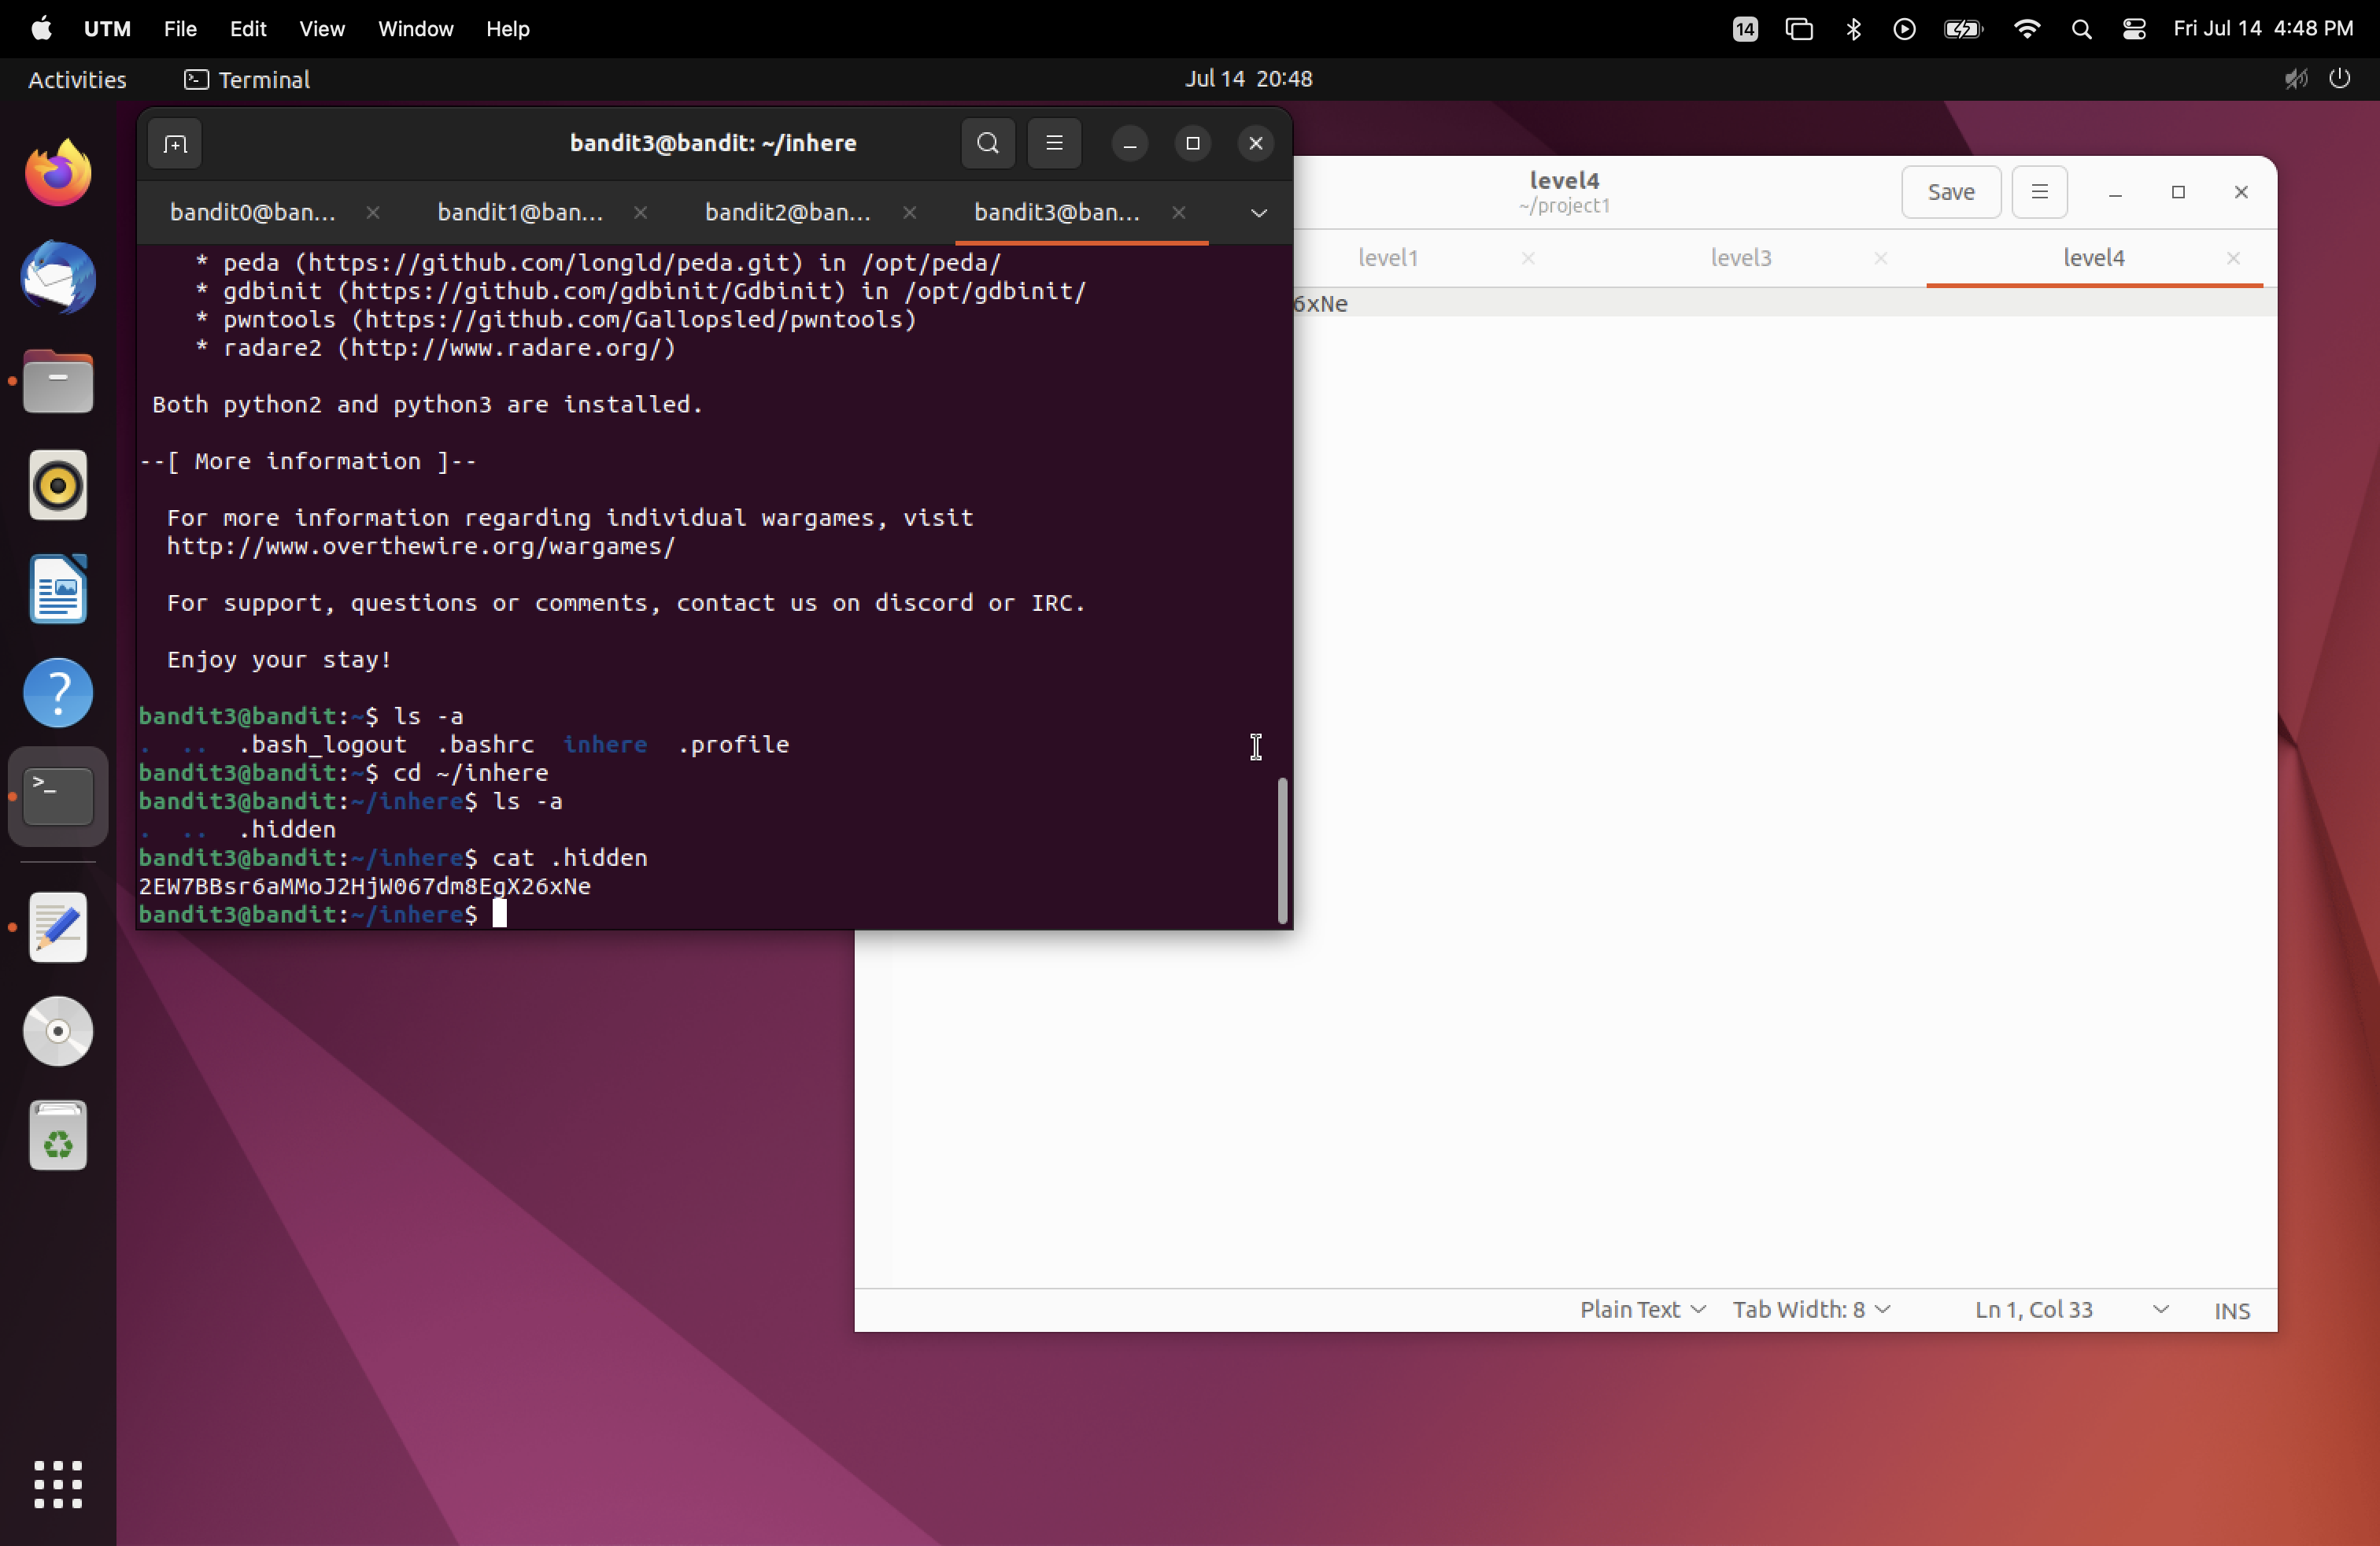 UTM File Edit View Window Help
14
Fri Jul 14 4:48 PM
Activities
Terminal
Jul 14 20:48
bandit3@bandit: ~/inhere
bandit0@ban...
bandit1@ban...
bandit2@ban...
bandit3@ban...
* peda (https://github.com/longld/peda.git) in /opt/peda/
* gdbinit (https://github.com/gdbinit/Gdbinit) in /opt/gdbinit/
* pwntools (https://github.com/Gallopsled/pwntools)
* radare2 (http://www.radare.org/)
Both python2 and python3 are installed.
--[ More information ]--
For more information regarding individual wargames, visit
http://www.overthewire.org/wargames/
For support, questions or comments, contact us on discord or IRC.
Enjoy your stay!
bandit3@bandit:~$ ls -a
. .. .bash_logout .bashrc inhere .profile
bandit3@bandit:~$ cd ~/inhere
bandit3@bandit:~/inhere$ ls -a
. .. .hidden
bandit3@bandit:~/inhere$ cat .hidden
2EW7BBsr6aMMoJ2HjW067dm8EgX26xNe
bandit3@bandit:~/inhere$
level4
~/project1
Save
level1
level3
level4
6xNe
Plain Text
Tab Width: 8
Ln 1, Col 33
INS